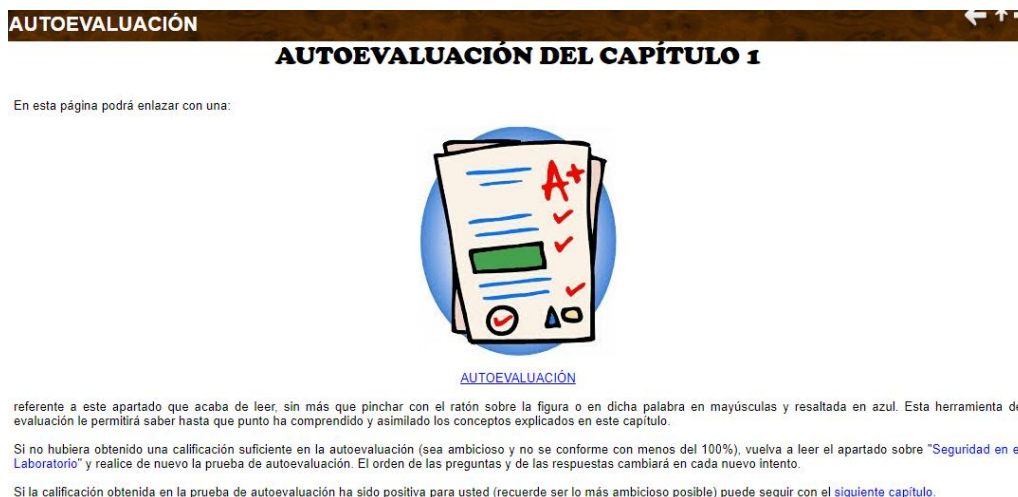 AUTOEVALUACIÓN
AUTOEVALUACIÓN DEL CAPÍTULO 1
En esta página podrá enlazar con una:
A+
AUTOEVALUACIÓN
referente a este apartado que acaba de leer, sin más que pinchar con el ratón sobre la figura o en dicha palabra en mayúsculas y resaltada en azul. Esta herramienta de
evaluación le permitirá saber hasta que punto ha comprendido y asimilado los conceptos explicados en este capítulo.
Si no hubiera obtenido una calificación suficiente en la autoevaluación (sea ambicioso y no se conforme con menos del 100%), vuelva a leer el apartado sobre "Seguridad en el
Laboratorio" y realice de nuevo la prueba de autoevaluación. El orden de las preguntas y de las respuestas cambiará en cada nuevo intento.
Si la calificación obtenida en la prueba de autoevaluación ha sido positiva para usted (recuerde ser lo más ambicioso posible) puede seguir con el siguiente capítulo.